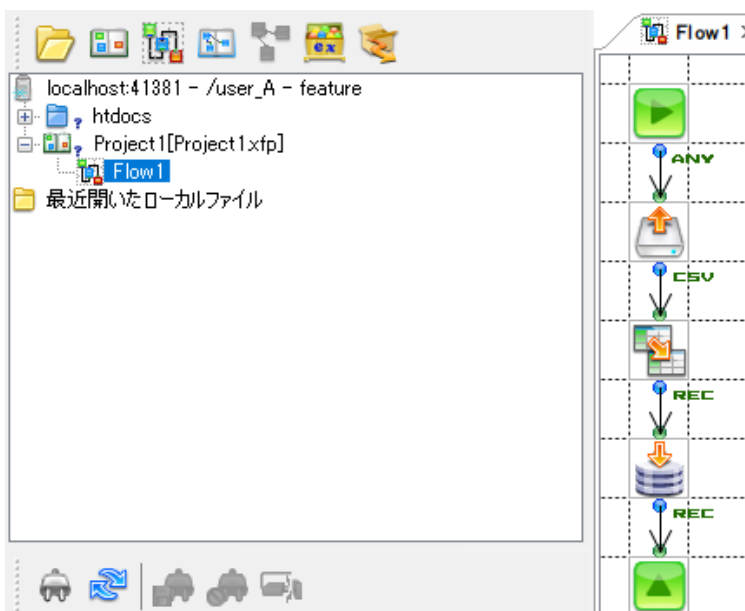 ex
localhost:41381 - /user_A - feature
htdocs
Project1[Project1.xfp]
Flow1
最近開いたローカルファイル
Flow1
ANY
CSV
REC
REC